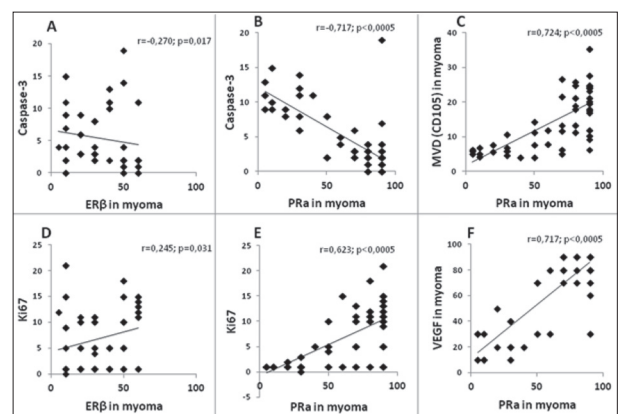 A
r=-0,270; p=0,017
Caspase-3
20
15
10
5
0
0
50
100
ERβ in myoma
B
r=-0,717; p<0,0005
Caspase-3
20
15
10
5
0
0
50
100
PRa in myoma
C
r=0,724; p<0,0005
MVD (CD105) in myoma
40
30
20
10
0
0
50
100
PRa in myoma
D
r=0,245; p=0,031
Ki67
25
20
15
10
5
0
0
50
100
ERβ in myoma
E
r=0,623; p<0,0005
Ki67
25
20
15
10
5
0
-5
0
50
100
PRa in myoma
F
r=0,717; p<0,0005
VEGF in myoma
100
80
60
40
20
0
0
50
100
PRa in myoma